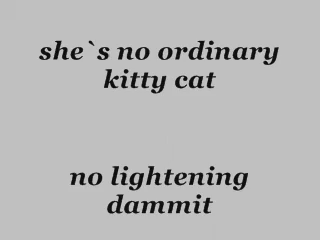 she`s no ordinary
kitty cat
no lightening
dammit